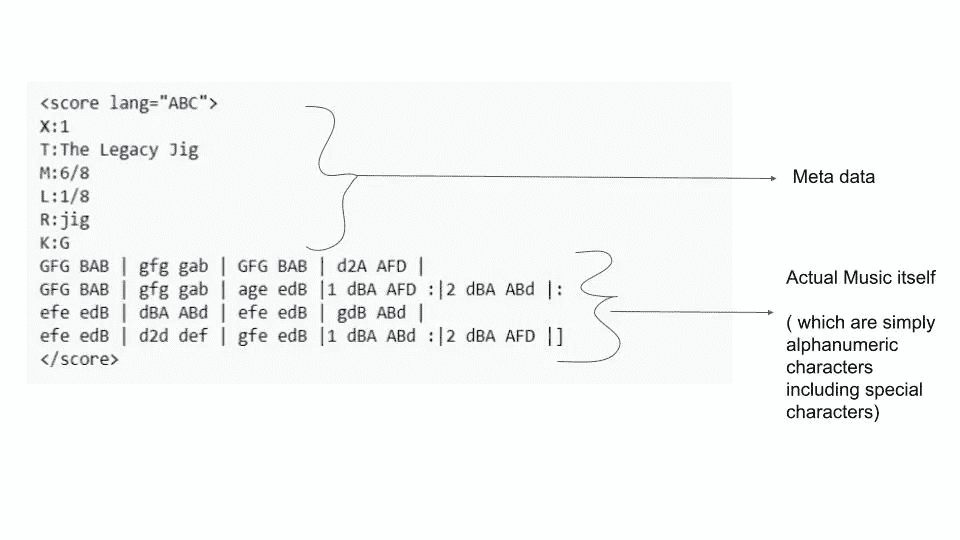 <score lang="ABC">
X:1
T:The Legacy Jig
M:6/8
L:1/8
R:jig
K:G
GFG BAB | gfg gab | GFG BAB | d2A AFD |
GFG BAB | gfg gab | age edB |1 dBA AFD :|2 dBA ABd |:
efe edB | dBA ABd | efe edB | gdB ABd |
efe edB | d2d def | gfe edB |1 dBA ABd :|2 dBA AFD |]
</score>
Meta data
Actual Music itself
( which are simply
alphanumeric
characters
including special
characters)